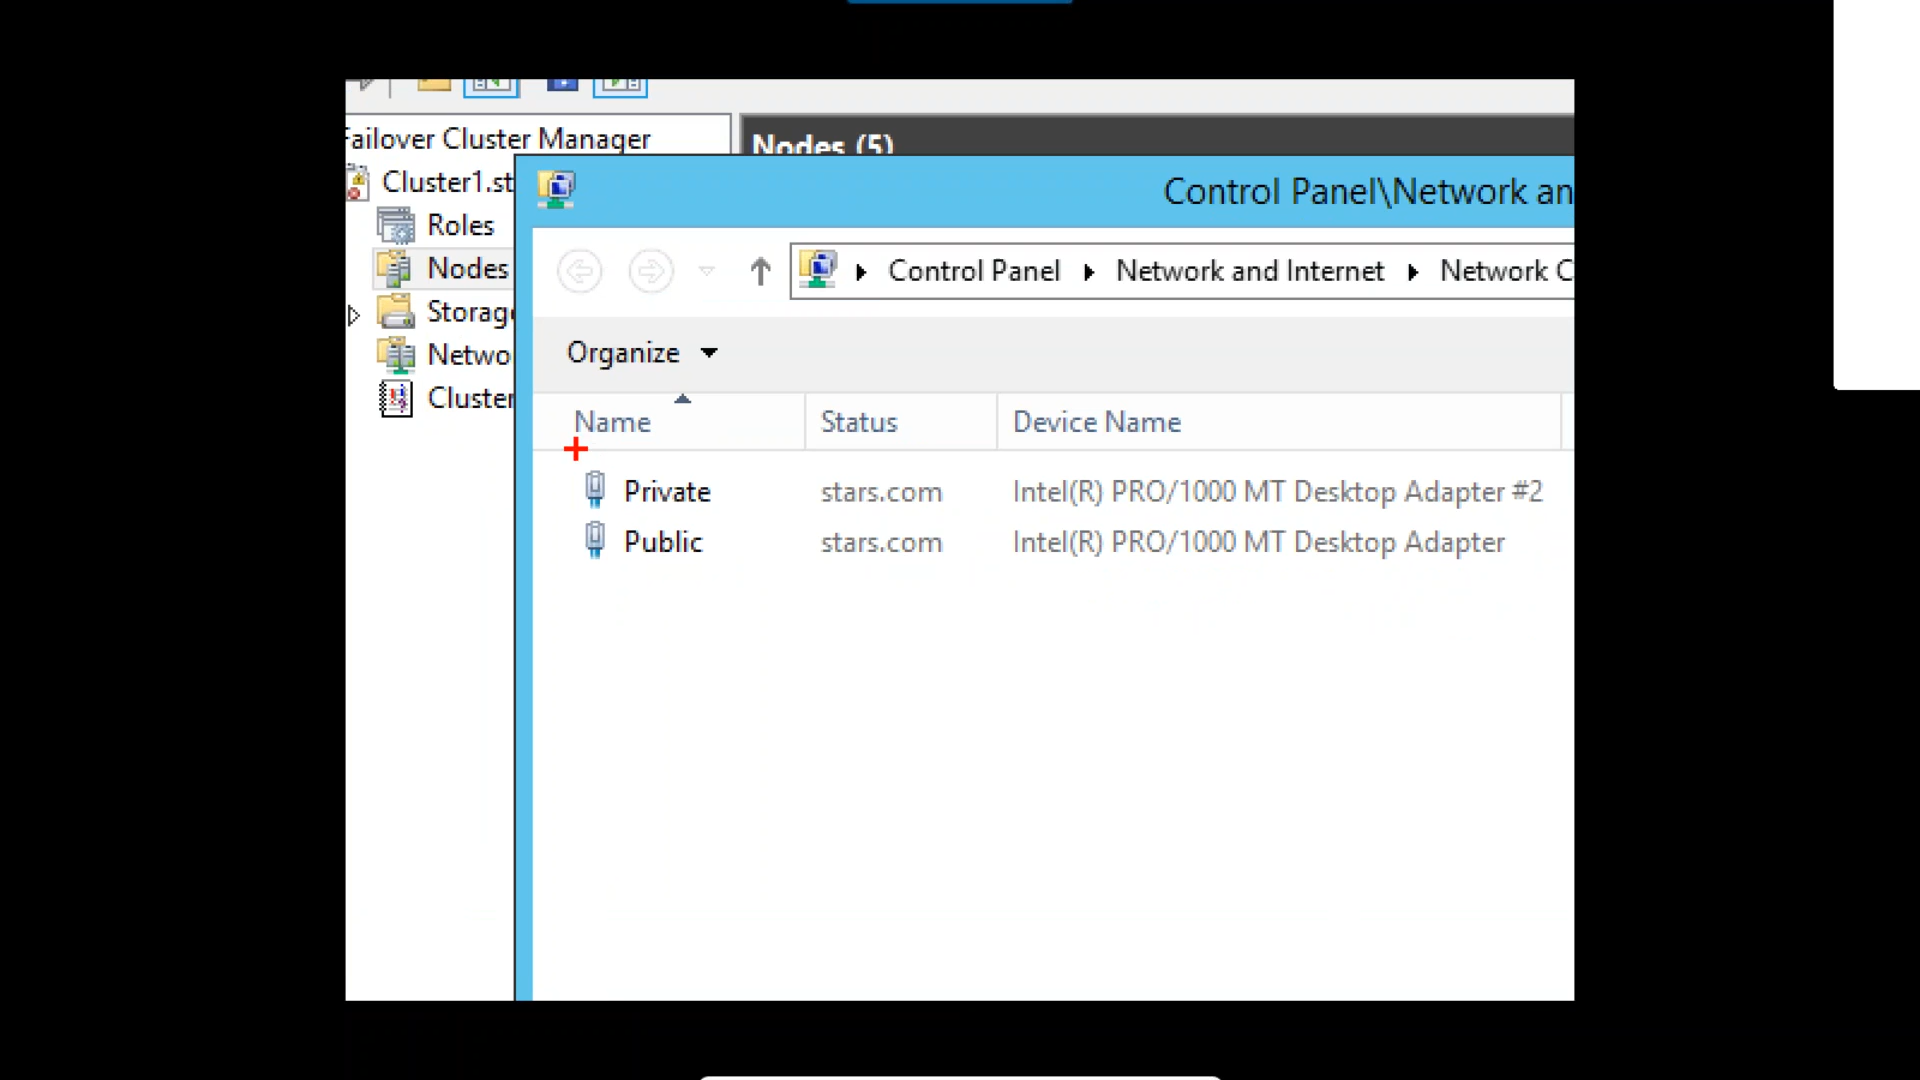 Failover Cluster Manager
Nodes (5)
Cluster1.st
Control Panel\Network an
Roles
Nodes
Control Panel
Network and Internet
Network C
Storage
Organize
Netwo
Cluster
Name
Status
Device Name
Private
stars.com
Intel(R) PRO/1000 MT Desktop Adapter #2
Public
stars.com
Intel(R) PRO/1000 MT Desktop Adapter